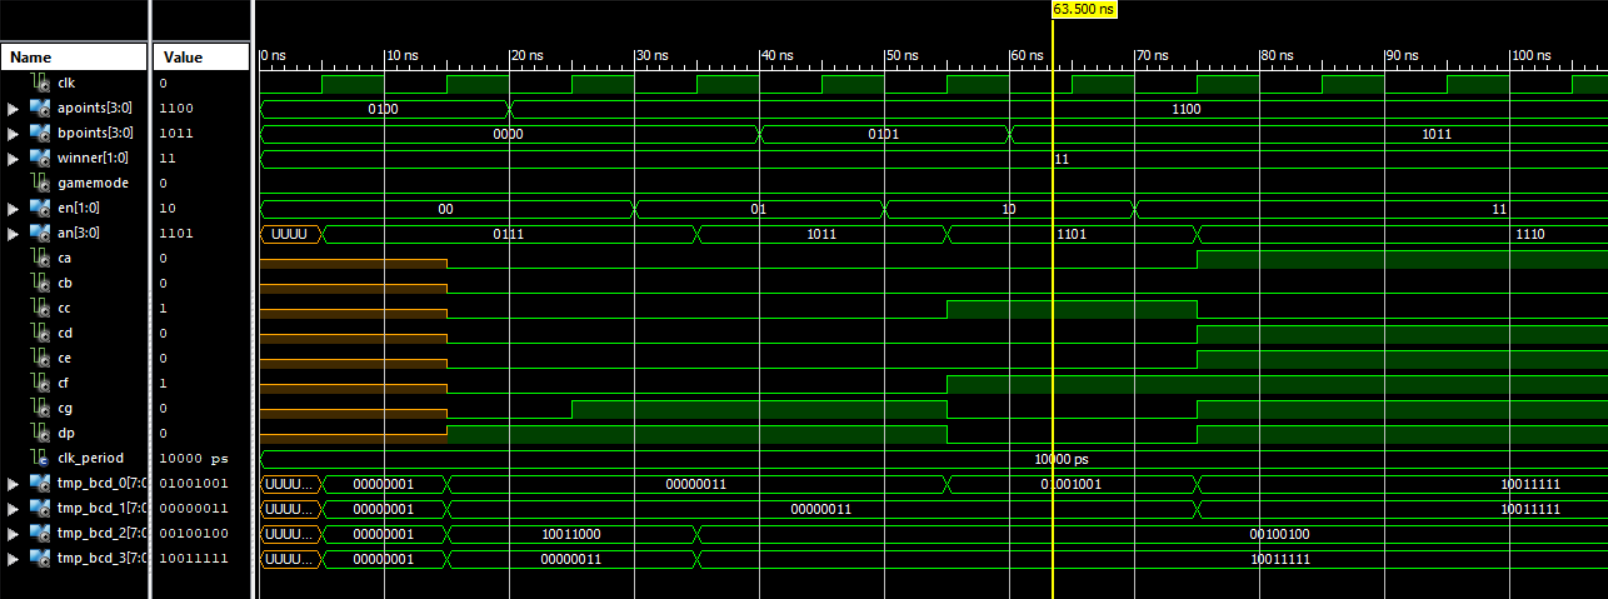 63.500 ns
Name Value 0 ns 10 ns 20 ns 30 ns 40 ns 50 ns 60 ns 70 ns 80 ns 90 ns 100 ns
clk 0
apoints[3:0] 1100 0100 1100
bpoints[3:0] 1011 0000 0101 1011
winner[1:0] 11 11
gamemode 0
en[1:0] 10 00 01 10 11
an[3:0] 1101 UUUU 0111 1011 1101 1110
ca 0
cb 0
cc 1
cd 0
ce 0
cf 1
cg 0
dp 0
clk_period 10000 ps 10000 ps
tmp_bcd_0[7:0 01001001 UUUU... 00000001 00000011 01001001 10011111
tmp_bcd_1[7:0 00000011 UUUU... 00000001 00000011 10011111
tmp_bcd_2[7:0 00100100 UUUU... 00000001 10011000 00100100
tmp_bcd_3[7:0 10011111 UUUU... 00000001 00000011 10011111